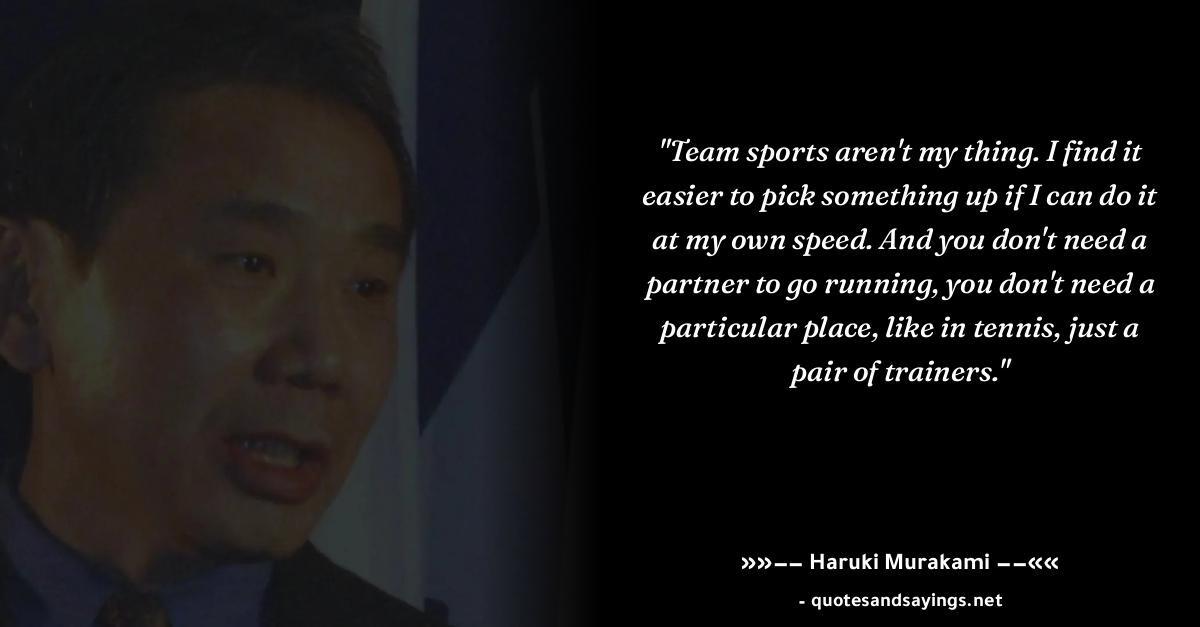 "Team sports aren't my thing. I find it
easier to pick something up if I can do it
at my own speed. And you don't need a
partner to go running, you don't need a
particular place, like in tennis, just a
pair of trainers."
»»–– Haruki Murakami ––««
- quotesandsayings.net